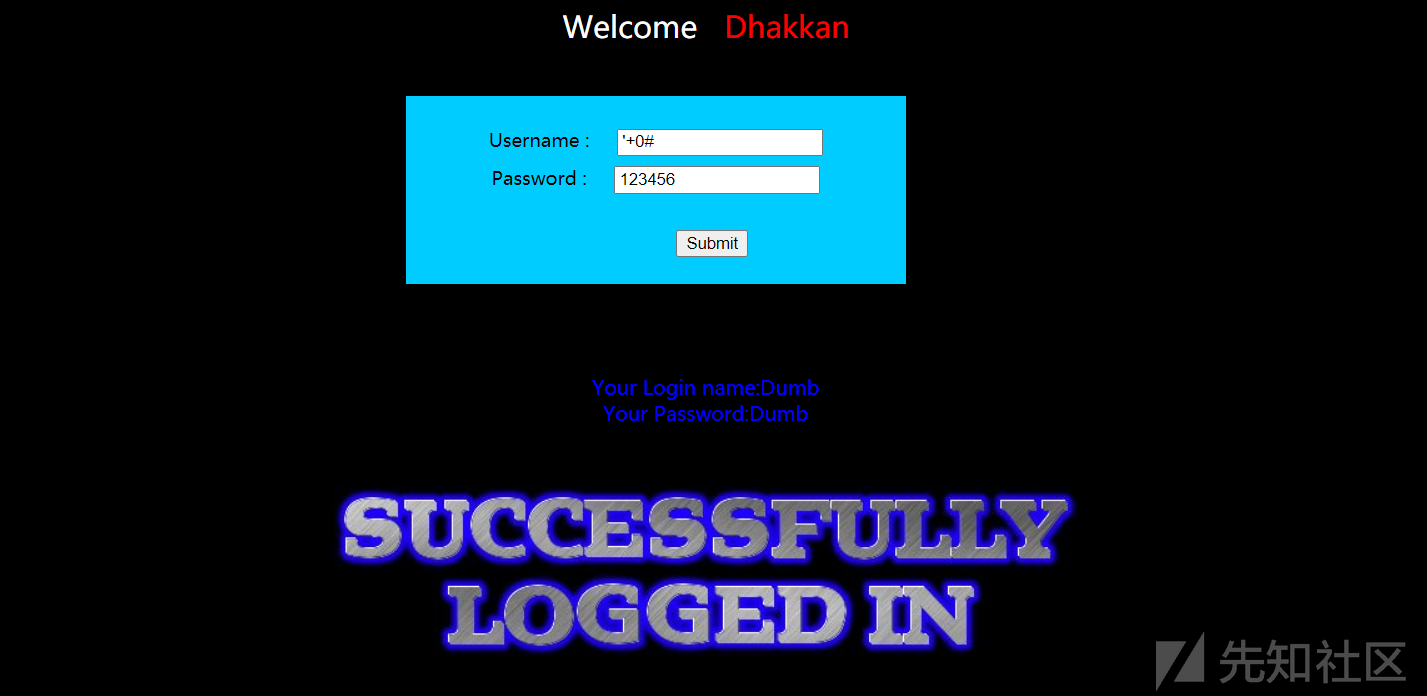 Welcome Dhakkan
Username : '+0#
Password : 123456
Submit
Your Login name:Dumb
Your Password:Dumb
SUCCESSFULLY
LOGGED IN
先知社区